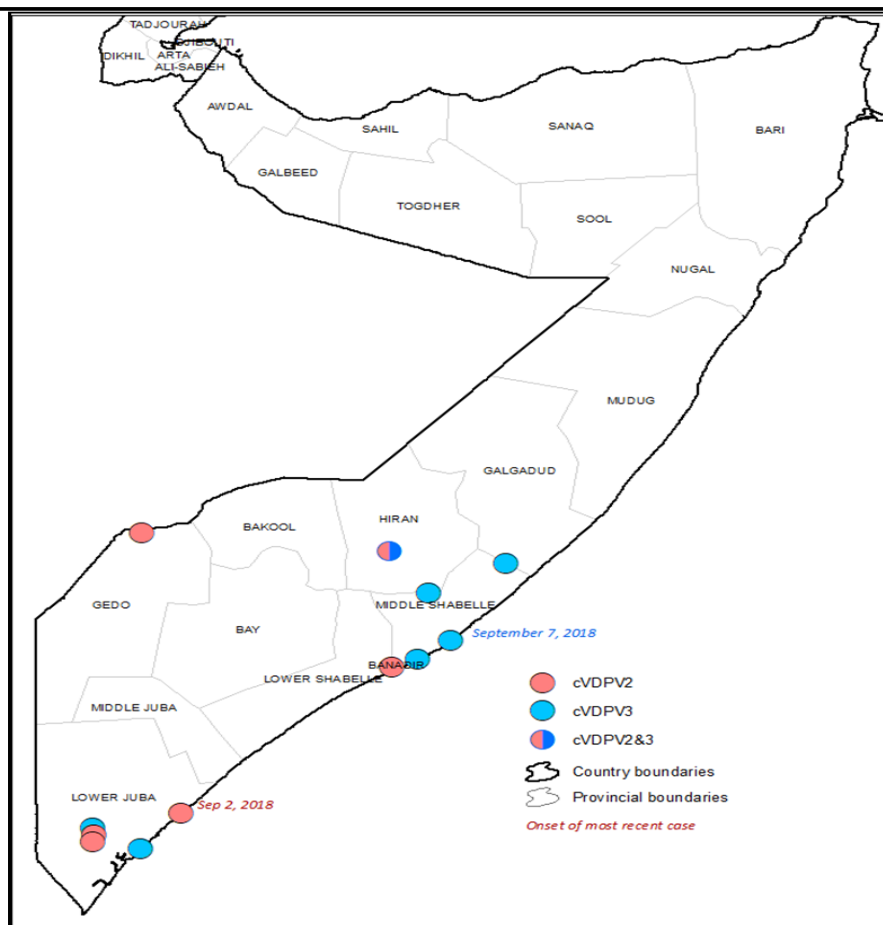 TADJOURAH
DJIBOUTI
DIKHIL
ARTA
ALI-SABIEH
AWDAL
SAHIL
SANAQ
BARI
GALBEED
TOGDHER
SOOL
NUGAL
MUDUG
GALGADUD
HIRAN
BAKOOL
GEDO
MIDDLE SHABELLE
BAY
September 7, 2018
BANADIR
LOWER SHABELLE
cVDPV2
MIDDLE JUBA
cVDPV3
cVDPV2&3
Country boundaries
LOWER JUBA
Provincial boundaries
Sep 2, 2018
Onset of most recent case